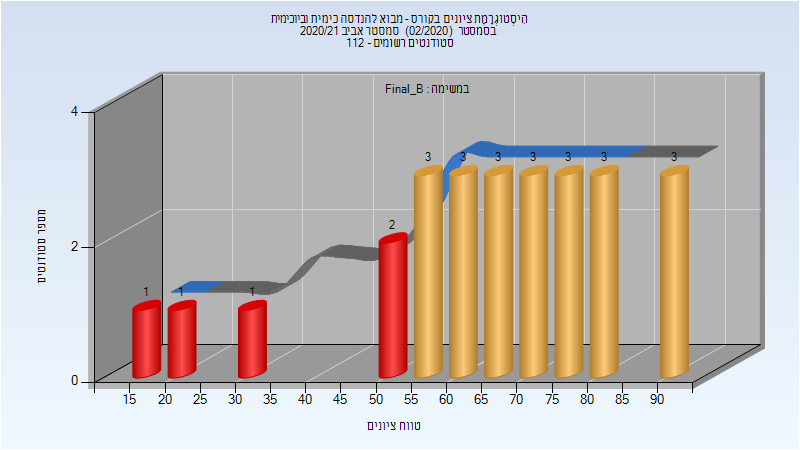 הִיסְטוֹגְרָמַת ציונים בקורס - מבוא להנדסה כימית וביוכימית
בסמסטר (02/2020) סמסטר אביב 2020/21
סטודנטים רשומים - 112
במשימה : Final_B
מספר סטודנטים
4
2
0
1 1 1 2 3 3 3 3 3 3 3
15 20 25 30 35 40 45 50 55 60 65 70 75 80 85 90
טווח ציונים